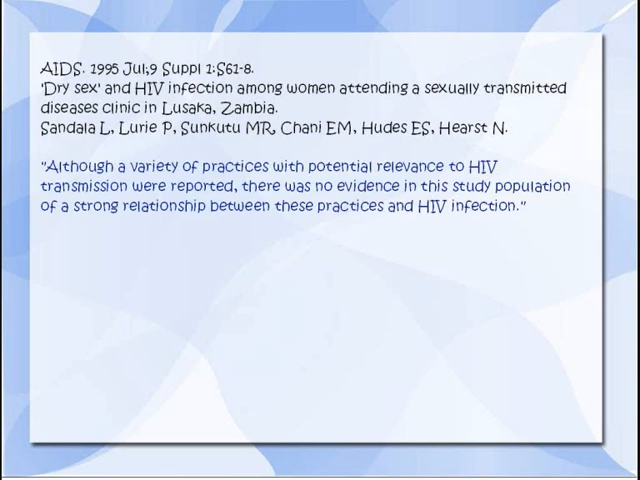 AIDS. 1995 Jul;9 Suppl 1:S61-8.
'Dry sex' and HIV infection among women attending a sexually transmitted
diseases clinic in Lusaka, Zambia.
Sandala L, Lurie P, Sunkutu MR, Chani EM, Hudes ES, Hearst N.
"Although a variety of practices with potential relevance to HIV
transmission were reported, there was no evidence in this study population
of a strong relationship between these practices and HIV infection."